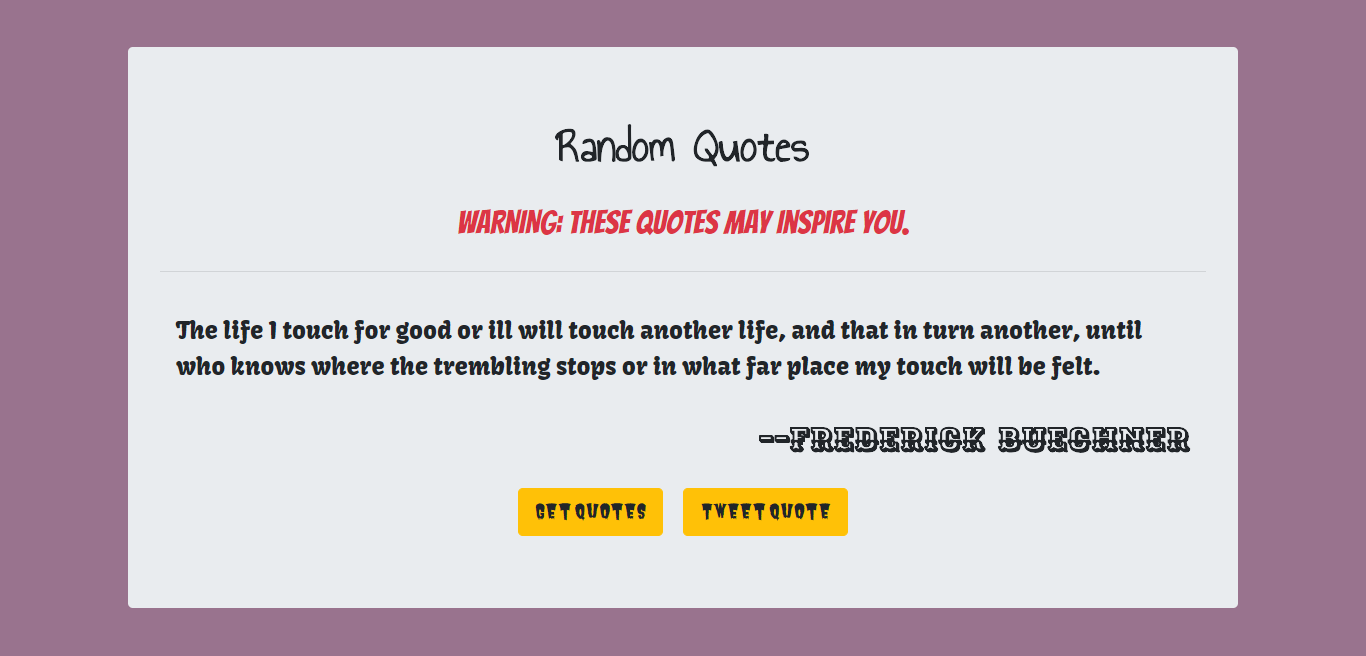 Random Quotes
WARNING: THESE QUOTES MAY INSPIRE YOU.
The life I touch for good or ill will touch another life, and that in turn another, until
who knows where the trembling stops or in what far place my touch will be felt.
--FREDERICK BUECHNER
GET QUOTES
TWEET QUOTE